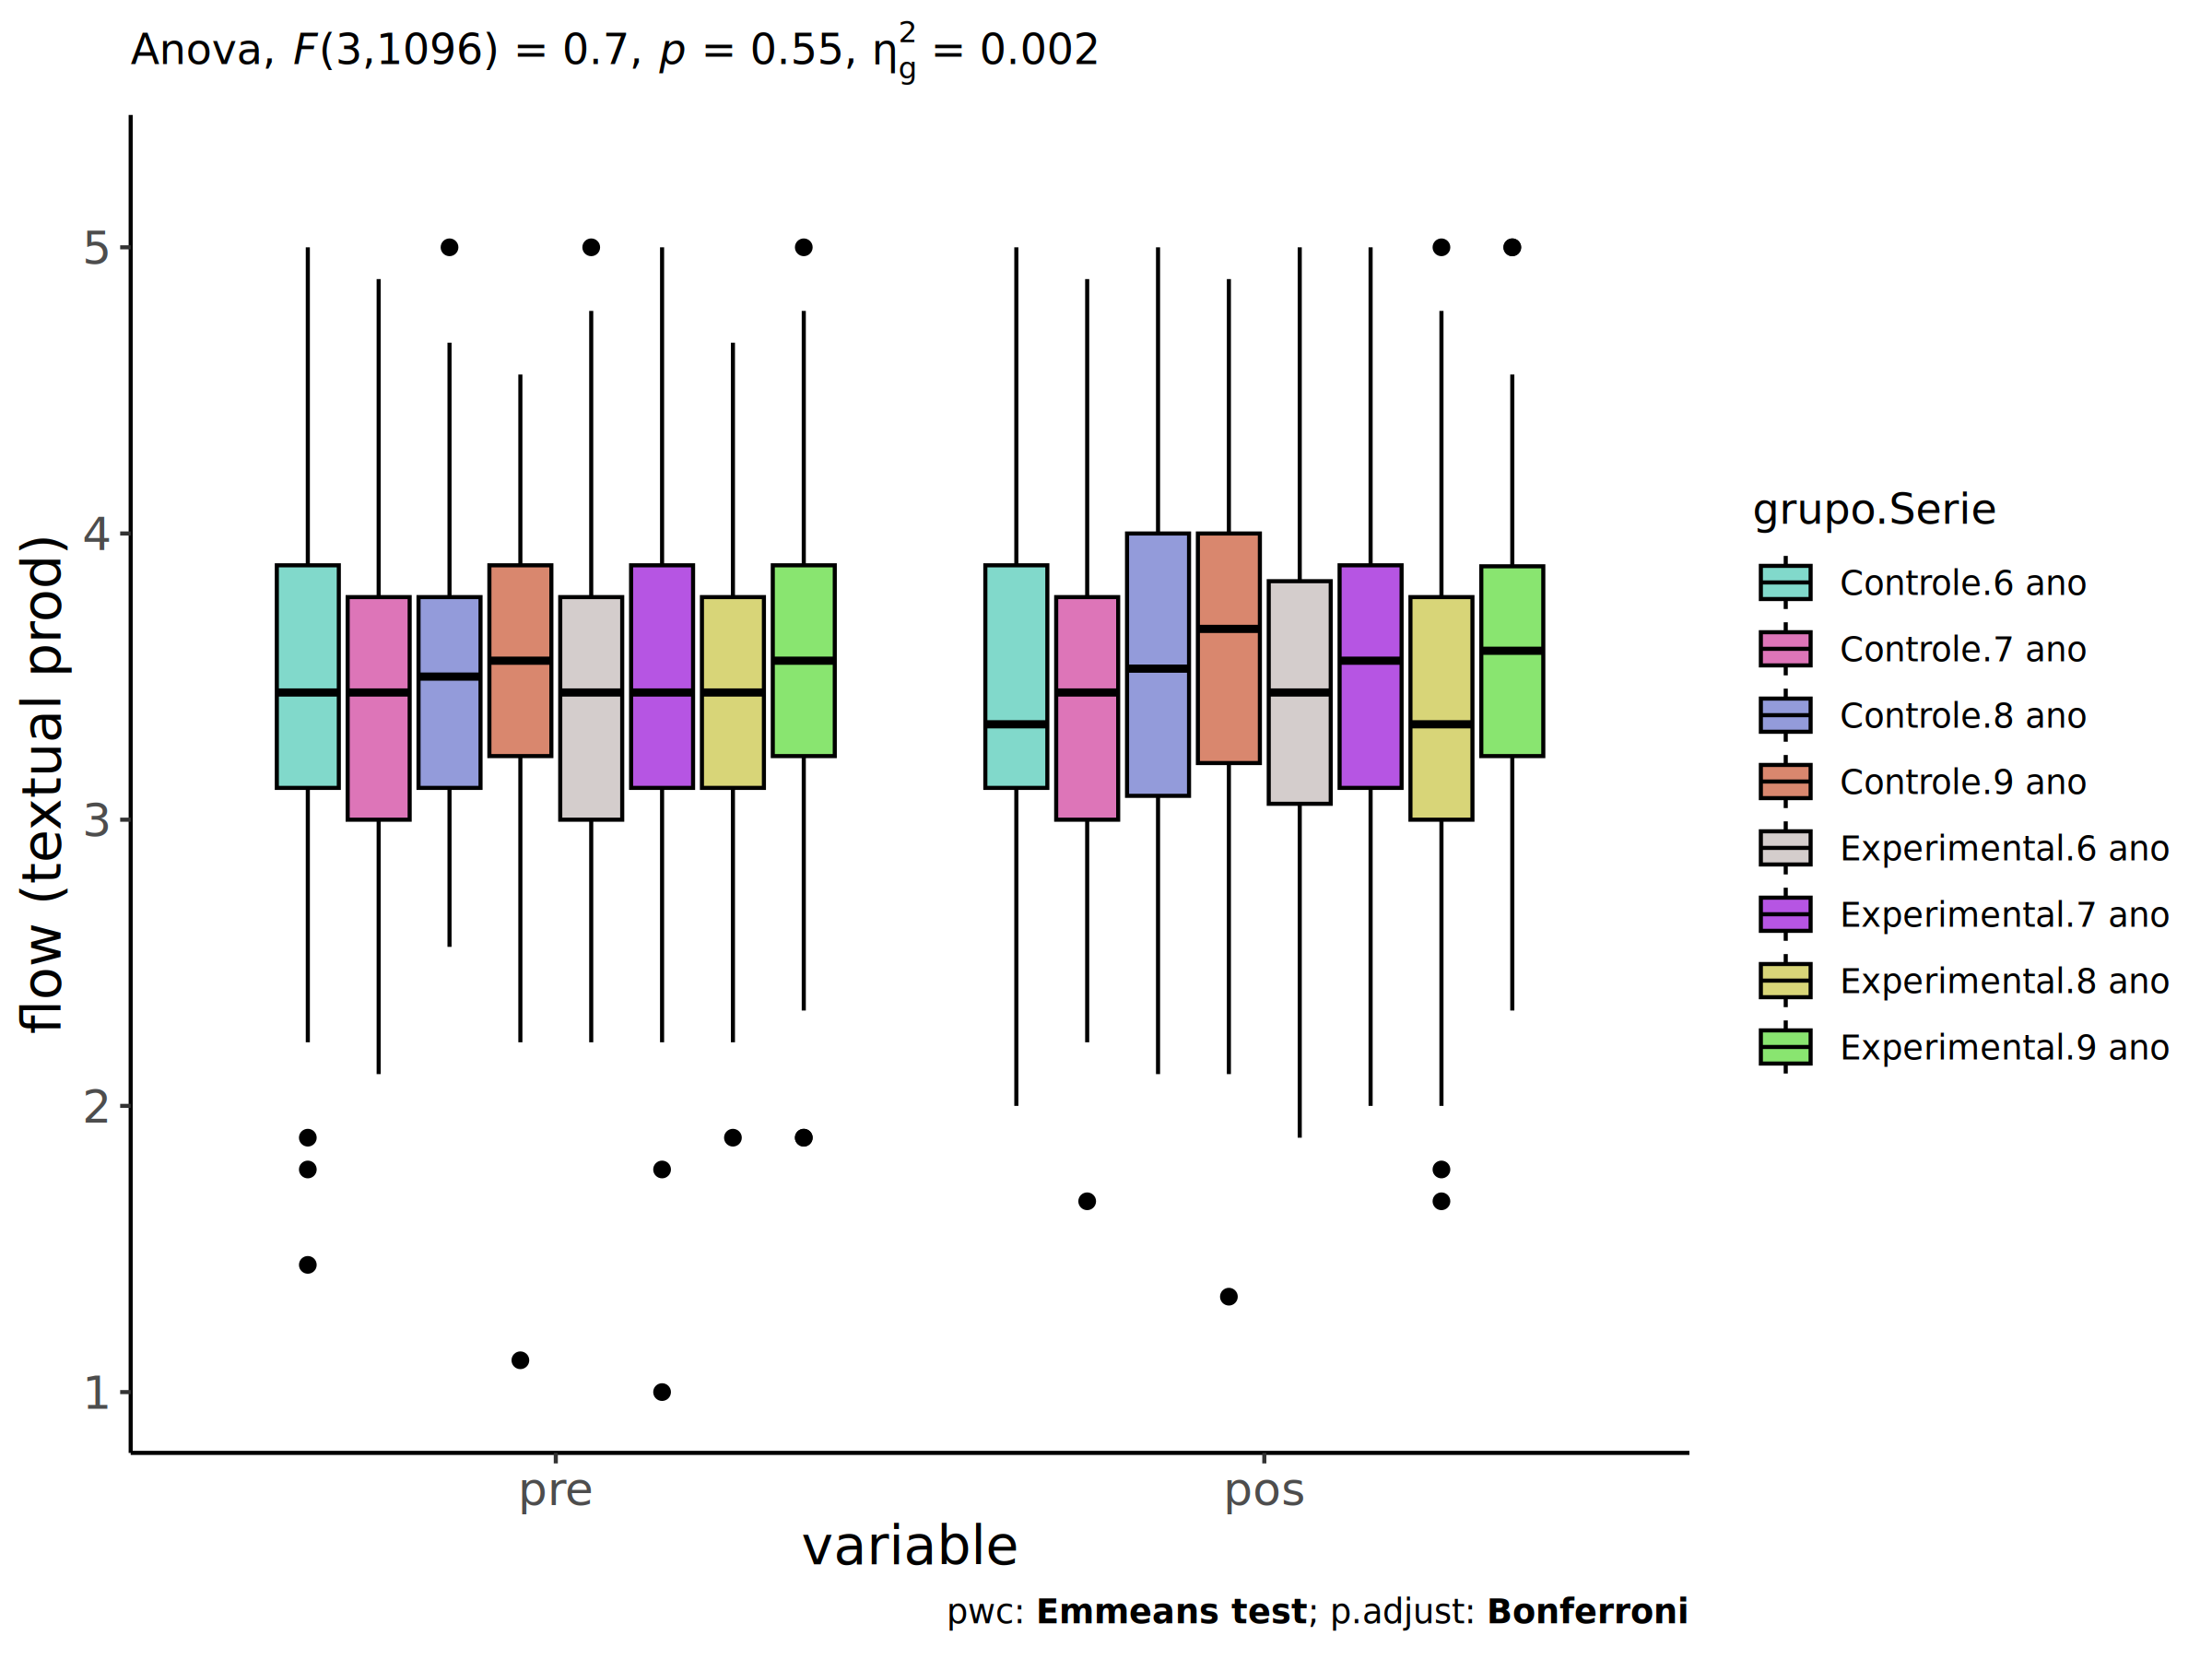 Anova, F(3,1096) = 0.7, p = 0.55, η²g = 0.002
flow (textual prod)
5
4
3
2
1
pre
pos
variable
grupo.Serie
Controle.6 ano
Controle.7 ano
Controle.8 ano
Controle.9 ano
Experimental.6 ano
Experimental.7 ano
Experimental.8 ano
Experimental.9 ano
pwc: Emmeans test; p.adjust: Bonferroni